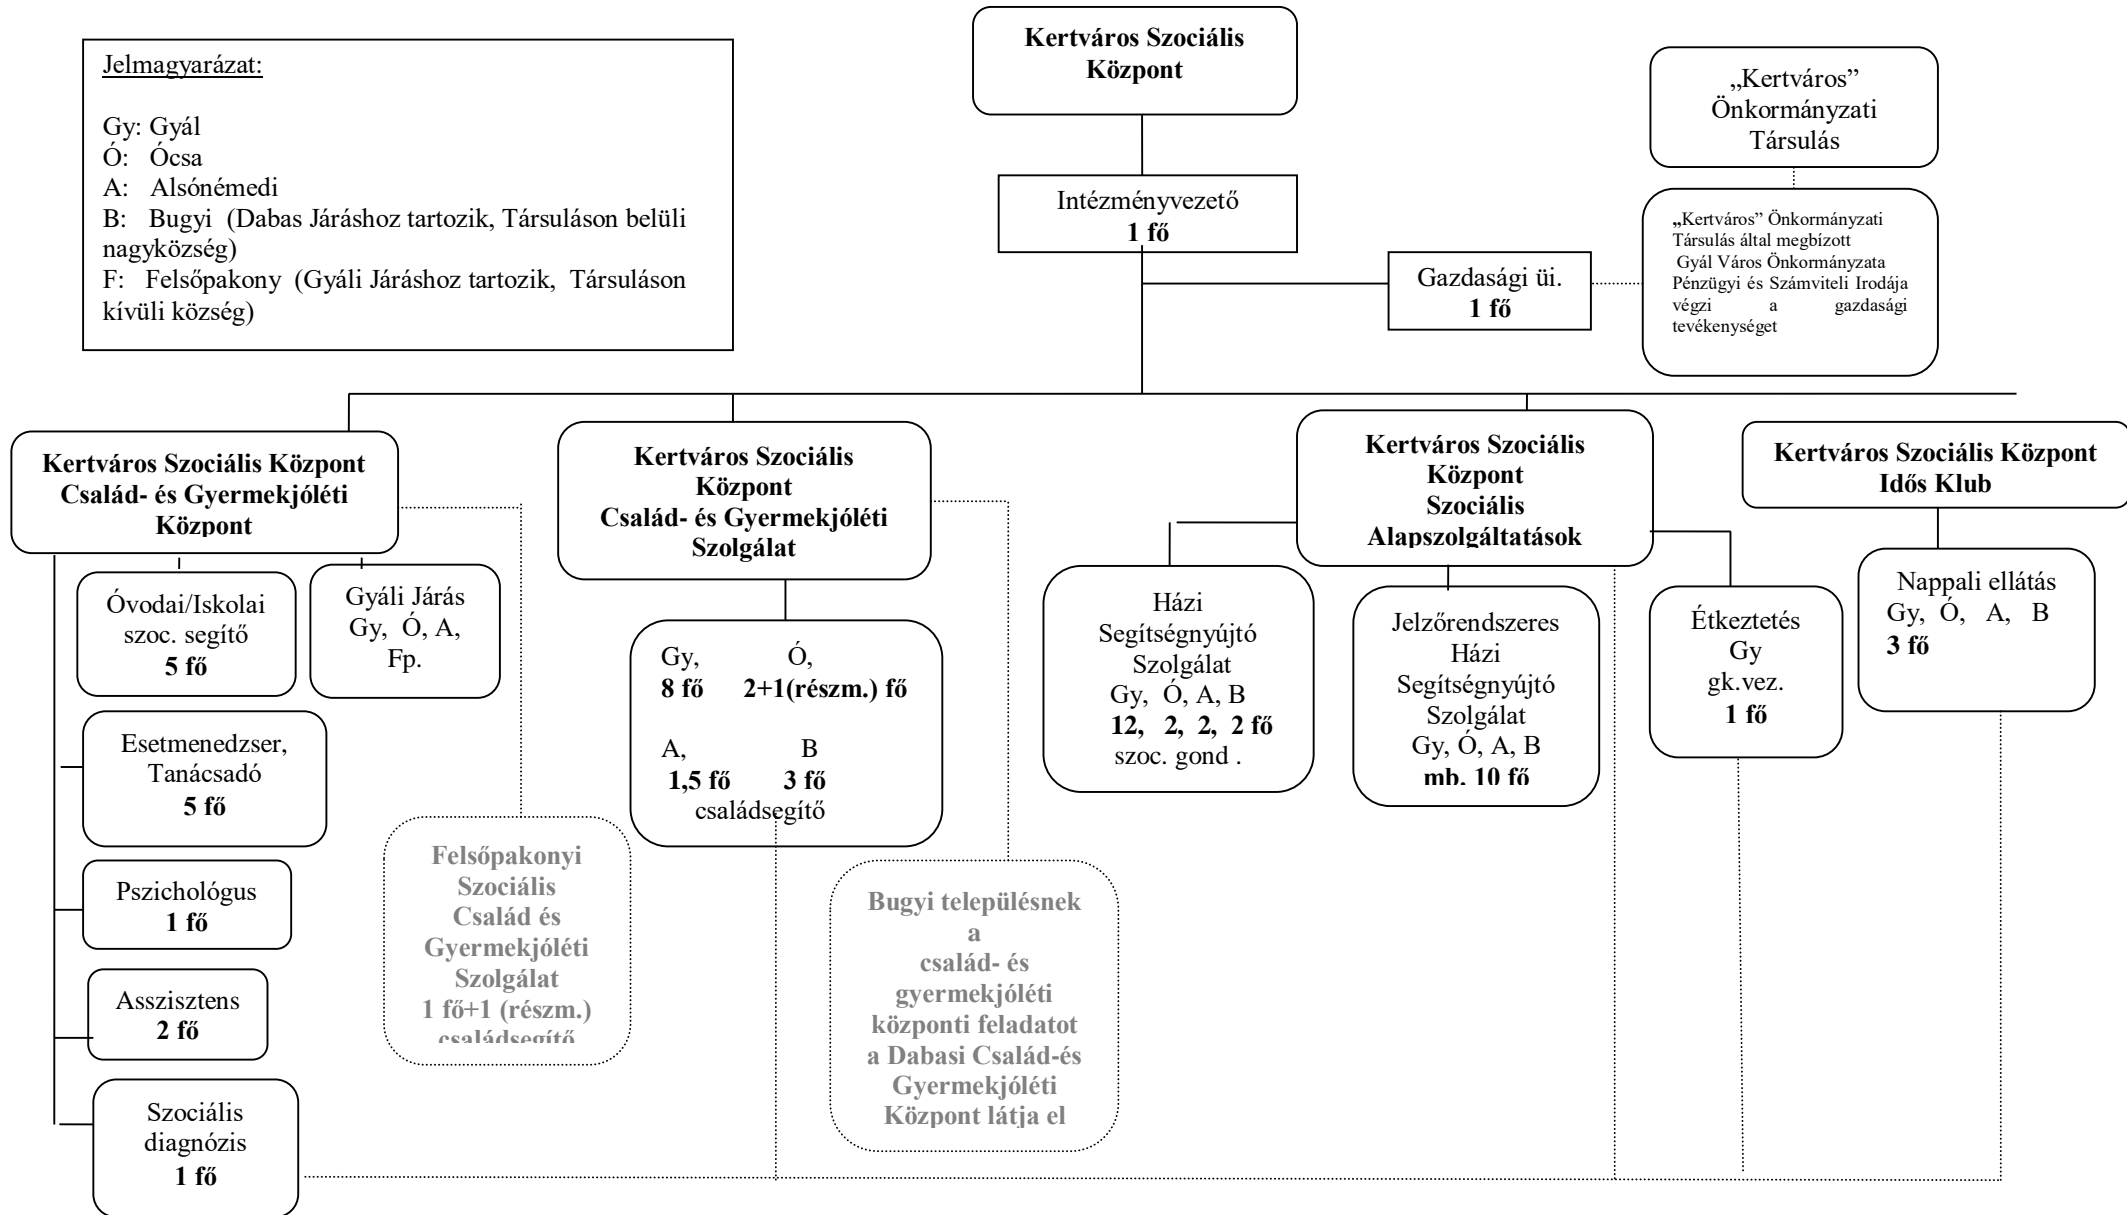 Kertváros Szociális
Központ
Jelmagyarázat:
Gy: Gyál
Ó: Ócsa
A: Alsónémedi
B: Bugyi (Dabas Járáshoz tartozik, Társuláson belüli
nagyközség)
F: Felsőpakony (Gyáli Járáshoz tartozik, Társuláson
kívüli község)
„Kertváros”
Önkormányzati
Társulás
Intézményvezető
1 fő
„Kertváros” Önkormányzati
Társulás által megbízott
Gyál Város Önkormányzata
Pénzügyi és Számviteli Irodája
végzi a gazdasági
tevékenységet
Gazdasági üi.
1 fő
Kertváros Szociális Központ
Család- és Gyermekjóléti
Központ
Kertváros Szociális
Központ
Család- és Gyermekjóléti
Szolgálat
Kertváros Szociális
Központ
Szociális
Alapszolgáltatások
Kertváros Szociális Központ
Idős Klub
Óvodai/Iskolai
szoc. segítő
5 fő
Gyáli Járás
Gy, Ó, A,
Fp.
Gy, Ó,
8 fő 2+1(részm.) fő
A, B
1,5 fő 3 fő
családsegítő
Házi
Segítségnyújtó
Szolgálat
Gy, Ó, A, B
12, 2, 2, 2 fő
szoc. gond .
Jelzőrendszeres
Házi
Segítségnyújtó
Szolgálat
Gy, Ó, A, B
mb. 10 fő
Étkeztetés
Gy
gk.vez.
1 fő
Nappali ellátás
Gy, Ó, A, B
3 fő
Esetmenedzser,
Tanácsadó
5 fő
Pszichológus
1 fő
Asszisztens
2 fő
Szociális
diagnózis
1 fő
Felsőpakonyi
Szociális
Család és
Gyermekjóléti
Szolgálat
1 fő+1 (részm.)
családsegítő
Bugyi településnek
a
család- és
gyermekjóléti
központi feladatot
a Dabasi Család-és
Gyermekjóléti
Központ látja el